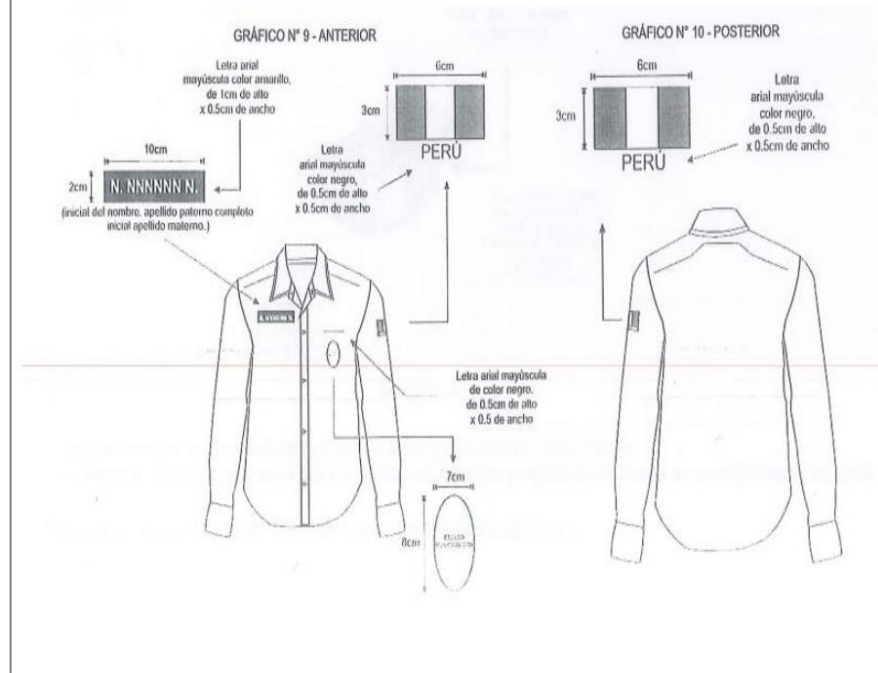 GRÁFICO N° 9 - ANTERIOR
Letra arial
mayúscula color amarillo,
de 1cm de alto
x 0.5cm de ancho
10cm
2cm
N. NNNNNN N.
(inicial del nombre, apellido paterno completo
inicial apellido materno.)
6cm
3cm
PERÚ
Letra
arial mayúscula
color negro,
de 0.5cm de alto
x 0.5cm de ancho
Letra arial mayúscula
de color negro,
de 0.5cm de alto
x 0.5 de ancho
7cm
8cm
GRÁFICO N° 10 - POSTERIOR
6cm
3cm
PERÚ
Letra
arial mayúscula
color negro,
de 0.5cm de alto
x 0.5cm de ancho